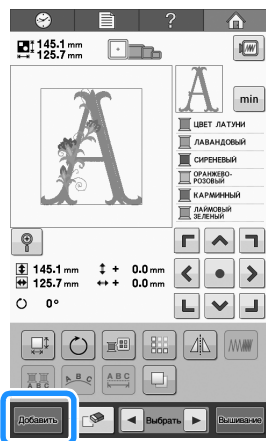 ?
145.1 mm
125.7 mm
min
ЦВЕТ ЛАТУНИ
ЛАВАНДОВЫЙ
СИРЕНЕВЫЙ
ОРАНЖЕВО-
РОЗОВЫЙ
КАРМИННЫЙ
ЛАЙМОВЫЙ
ЗЕЛЕНЫЙ
145.1 mm + 0.0 mm
125.7 mm + 0.0 mm
0°
A B C A B C A B C
Добавить Выбрать Вышивание